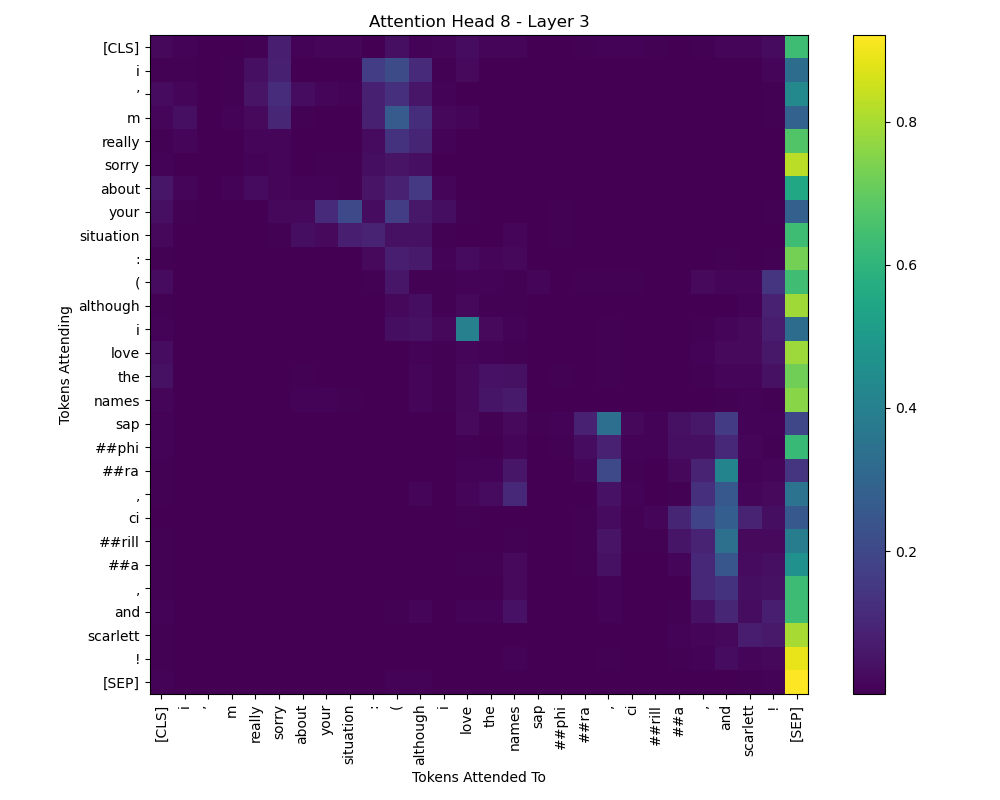 Attention Head 8 - Layer 3
[CLS]
i
’
m
really
sorry
about
your
situation
:
(
although
i
love
the
names
sap
##phi
##ra
,
ci
##rill
##a
,
and
scarlett
!
[SEP]
Tokens Attending
[CLS]
i
’
m
really
sorry
about
your
situation
:
(
although
i
love
the
names
sap
##phi
##ra
,
ci
##rill
##a
,
and
scarlett
!
[SEP]
Tokens Attended To
0.8
0.6
0.4
0.2